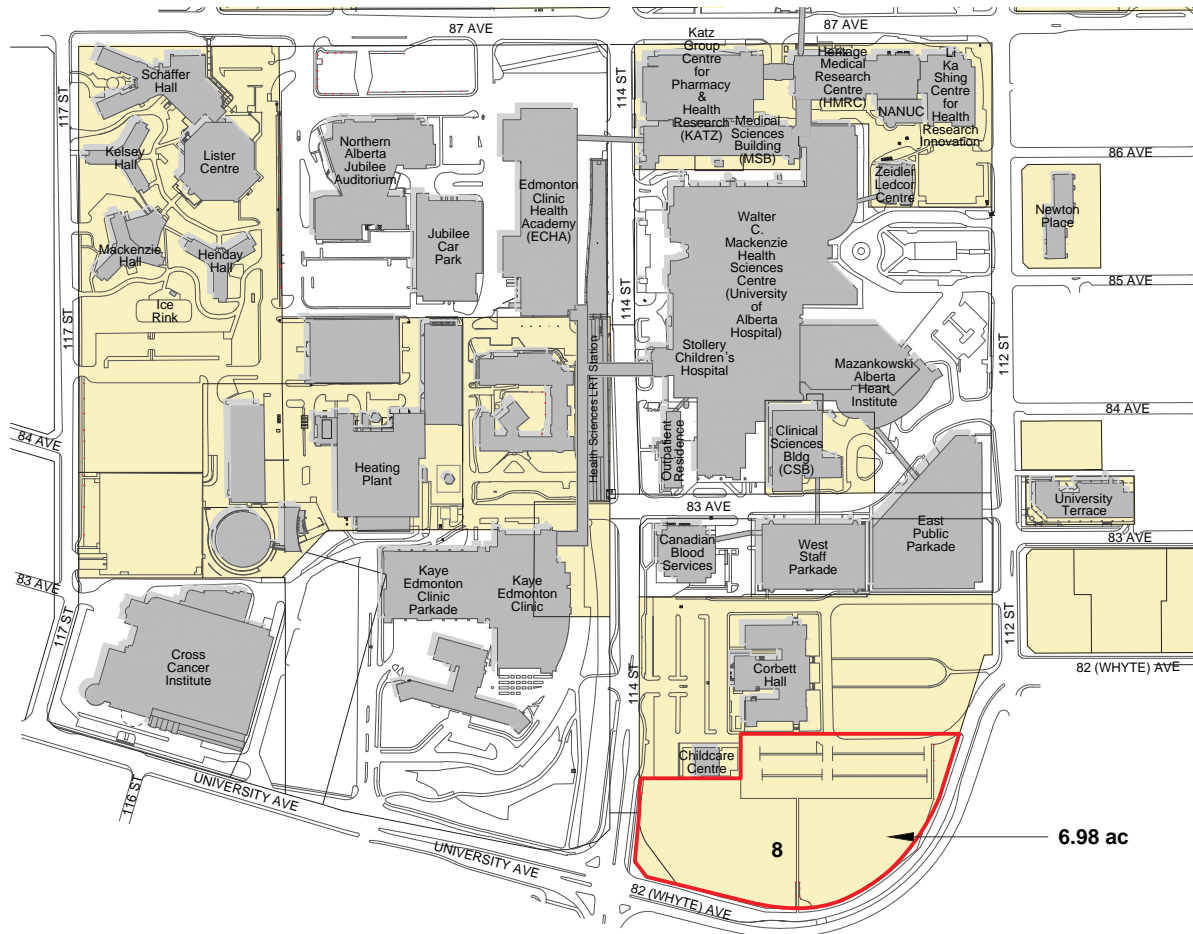 87 AVE
87 AVE
117 ST
Schäffer
Hall
Kelsey
Hall
Lister
Centre
Mackenzie
Hall
Henday
Hall
Ice
Rink
117 ST
Northern
Alberta
Jubilee
Auditorium
Jubilee
Car
Park
Edmonton
Clinic
Health
Academy
(ECHA)
114 ST
114 ST
Katz
Group
Centre
for
Pharmacy
&
Health
Research
(KATZ)
Medical
Sciences
Building
(MSB)
Heritage
Medical
Research
Centre
(HMRC)
NANUC
Li
Ka
Shing
Centre
for
Health
Research
Innovation
Zeidler
Ledcor
Centre
86 AVE
Newton
Place
85 AVE
Walter
C.
Mackenzie
Health
Sciences
Centre
(University
of
Alberta
Hospital)
Stollery
Children's
Hospital
Mazankowski
Alberta
Heart
Institute
112 ST
84 AVE
84 AVE
Health Sciences LRT Station
Outpatient
Residence
Clinical
Sciences
Bldg
(CSB)
Heating
Plant
83 AVE
University
Terrace
83 AVE
83 AVE
Canadian
Blood
Services
West
Staff
Parkade
East
Public
Parkade
Kaye
Edmonton
Clinic
Parkade
Kaye
Edmonton
Clinic
117 ST
112 ST
82 (WHYTE) AVE
Cross
Cancer
Institute
114 ST
Corbett
Hall
Childcare
Centre
116 ST
UNIVERSITY AVE
UNIVERSITY AVE
8
6.98 ac
82 (WHYTE) AVE